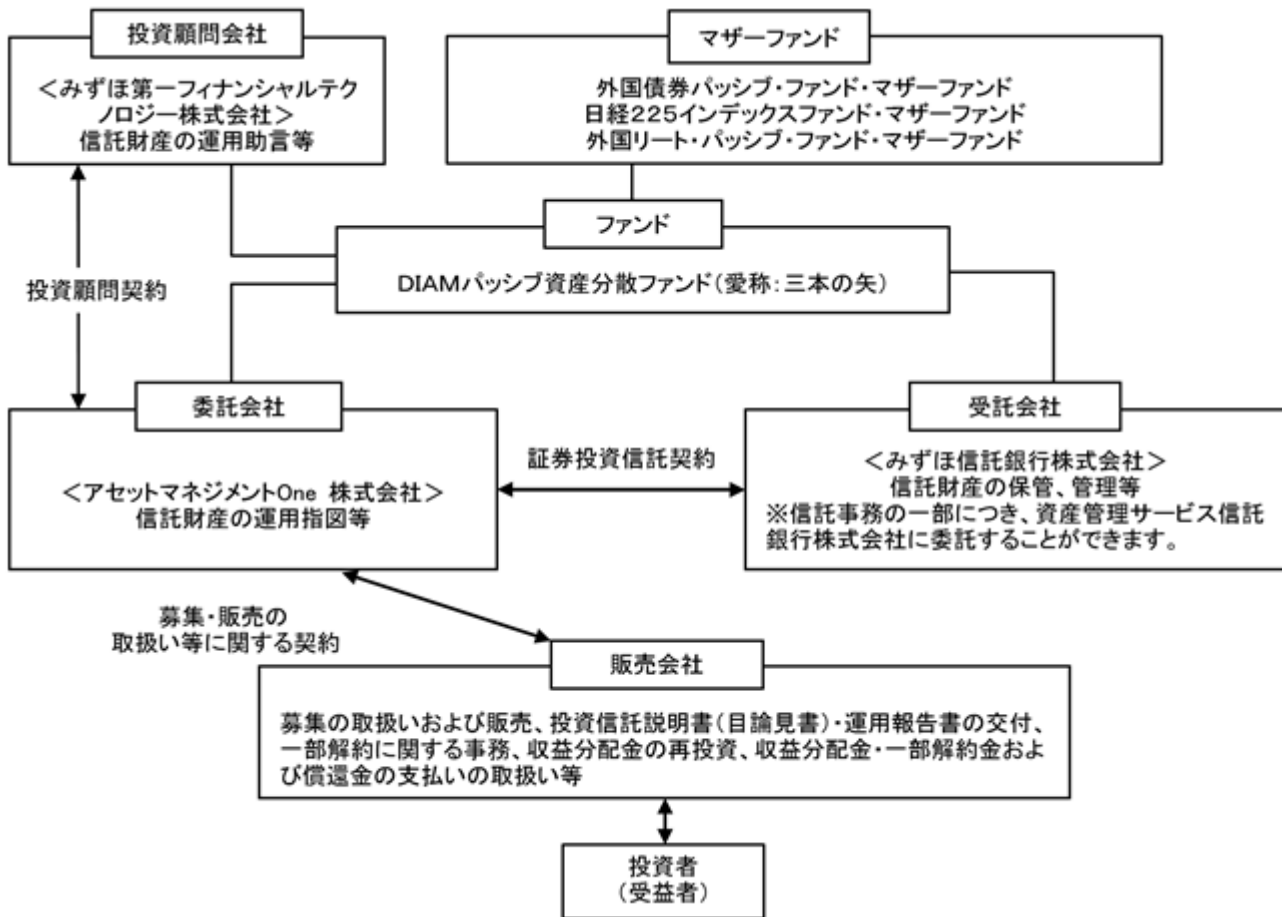 投資顧問会社
<みずほ第一フィナンシャルテク
ノロジー株式会社>
信託財産の運用助言等
マザーファンド
外国債券パッシブ・ファンド・マザーファンド
日経225インデックスファンド・マザーファンド
外国リート・パッシブ・ファンド・マザーファンド
ファンド
DIAMパッシブ資産分散ファンド(愛称:三本の矢)
投資顧問契約
委託会社
<アセットマネジメントOne 株式会社>
信託財産の運用指図等
証券投資信託契約
受託会社
<みずほ信託銀行株式会社>
信託財産の保管、管理等
※信託事務の一部につき、資産管理サービス信託
銀行株式会社に委託することができます。
募集・販売の
取扱い等に関する契約
販売会社
募集の取扱いおよび販売、投資信託説明書(目論見書)・運用報告書の交付、
一部解約に関する事務、収益分配金の再投資、収益分配金・一部解約金およ
び償還金の支払いの取扱い等
投資者
(受益者)